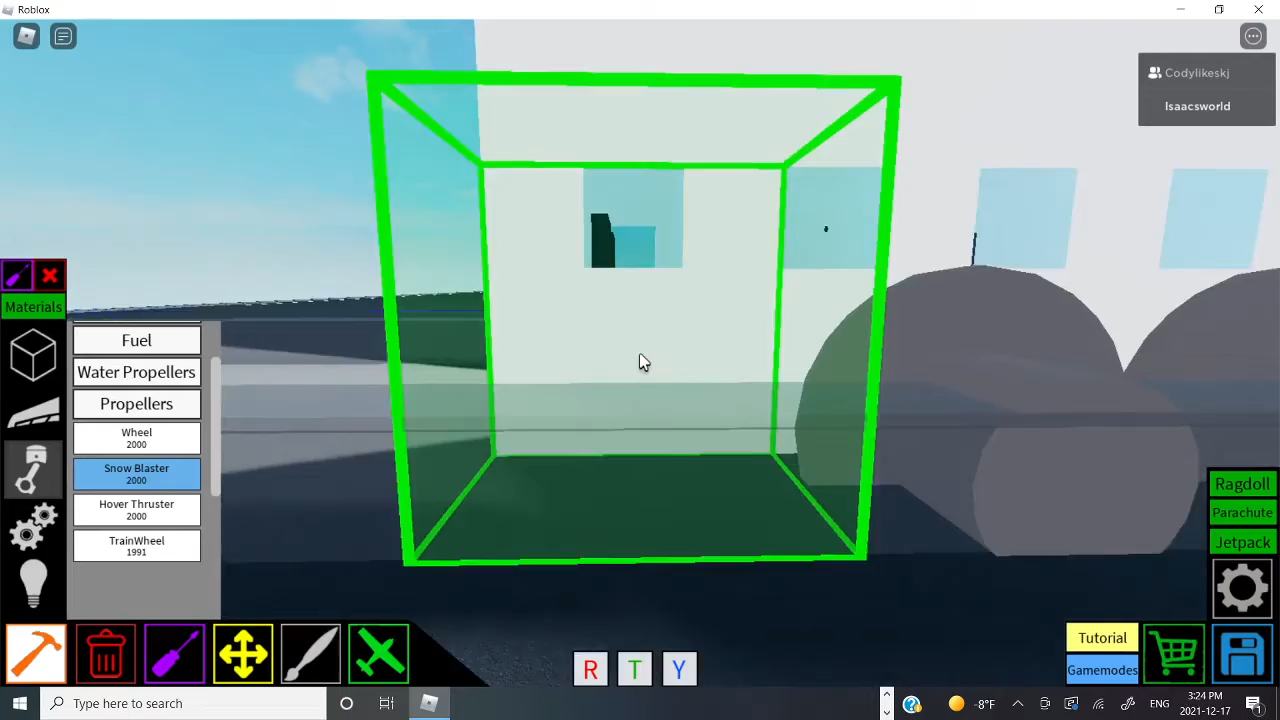 Roblox
Codylikeskj
Isaacsworld
Materials
Fuel
Water Propellers
Propellers
Wheel
2000
Snow Blaster
2000
Hover Thruster
2000
TrainWheel
1991
Ragdoll
Parachute
Jetpack
Tutorial
Gamemodes
R T Y
Type here to search
-8°F
3:24 PM
2021-12-17